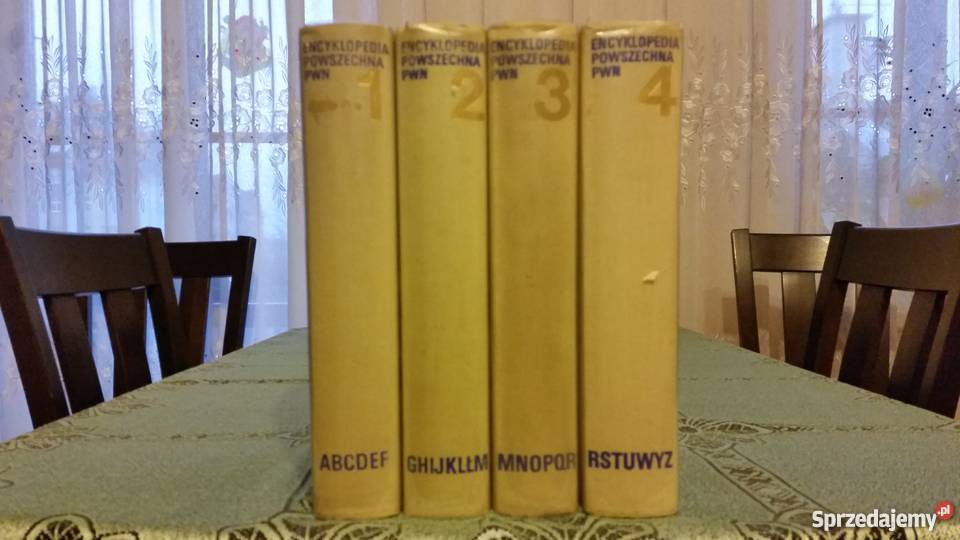 ENCYKLOPEDIA
POWSZECHNA
PWN
1
ABCDEF
ENCYKLOPEDIA
POWSZECHNA
PWN
2
GHIJKLŁM
ENCYKLOPEDIA
POWSZECHNA
PWN
3
MNOPQR
ENCYKLOPEDIA
POWSZECHNA
PWN
4
RSTUWYZ
Sprzedajemy.pl